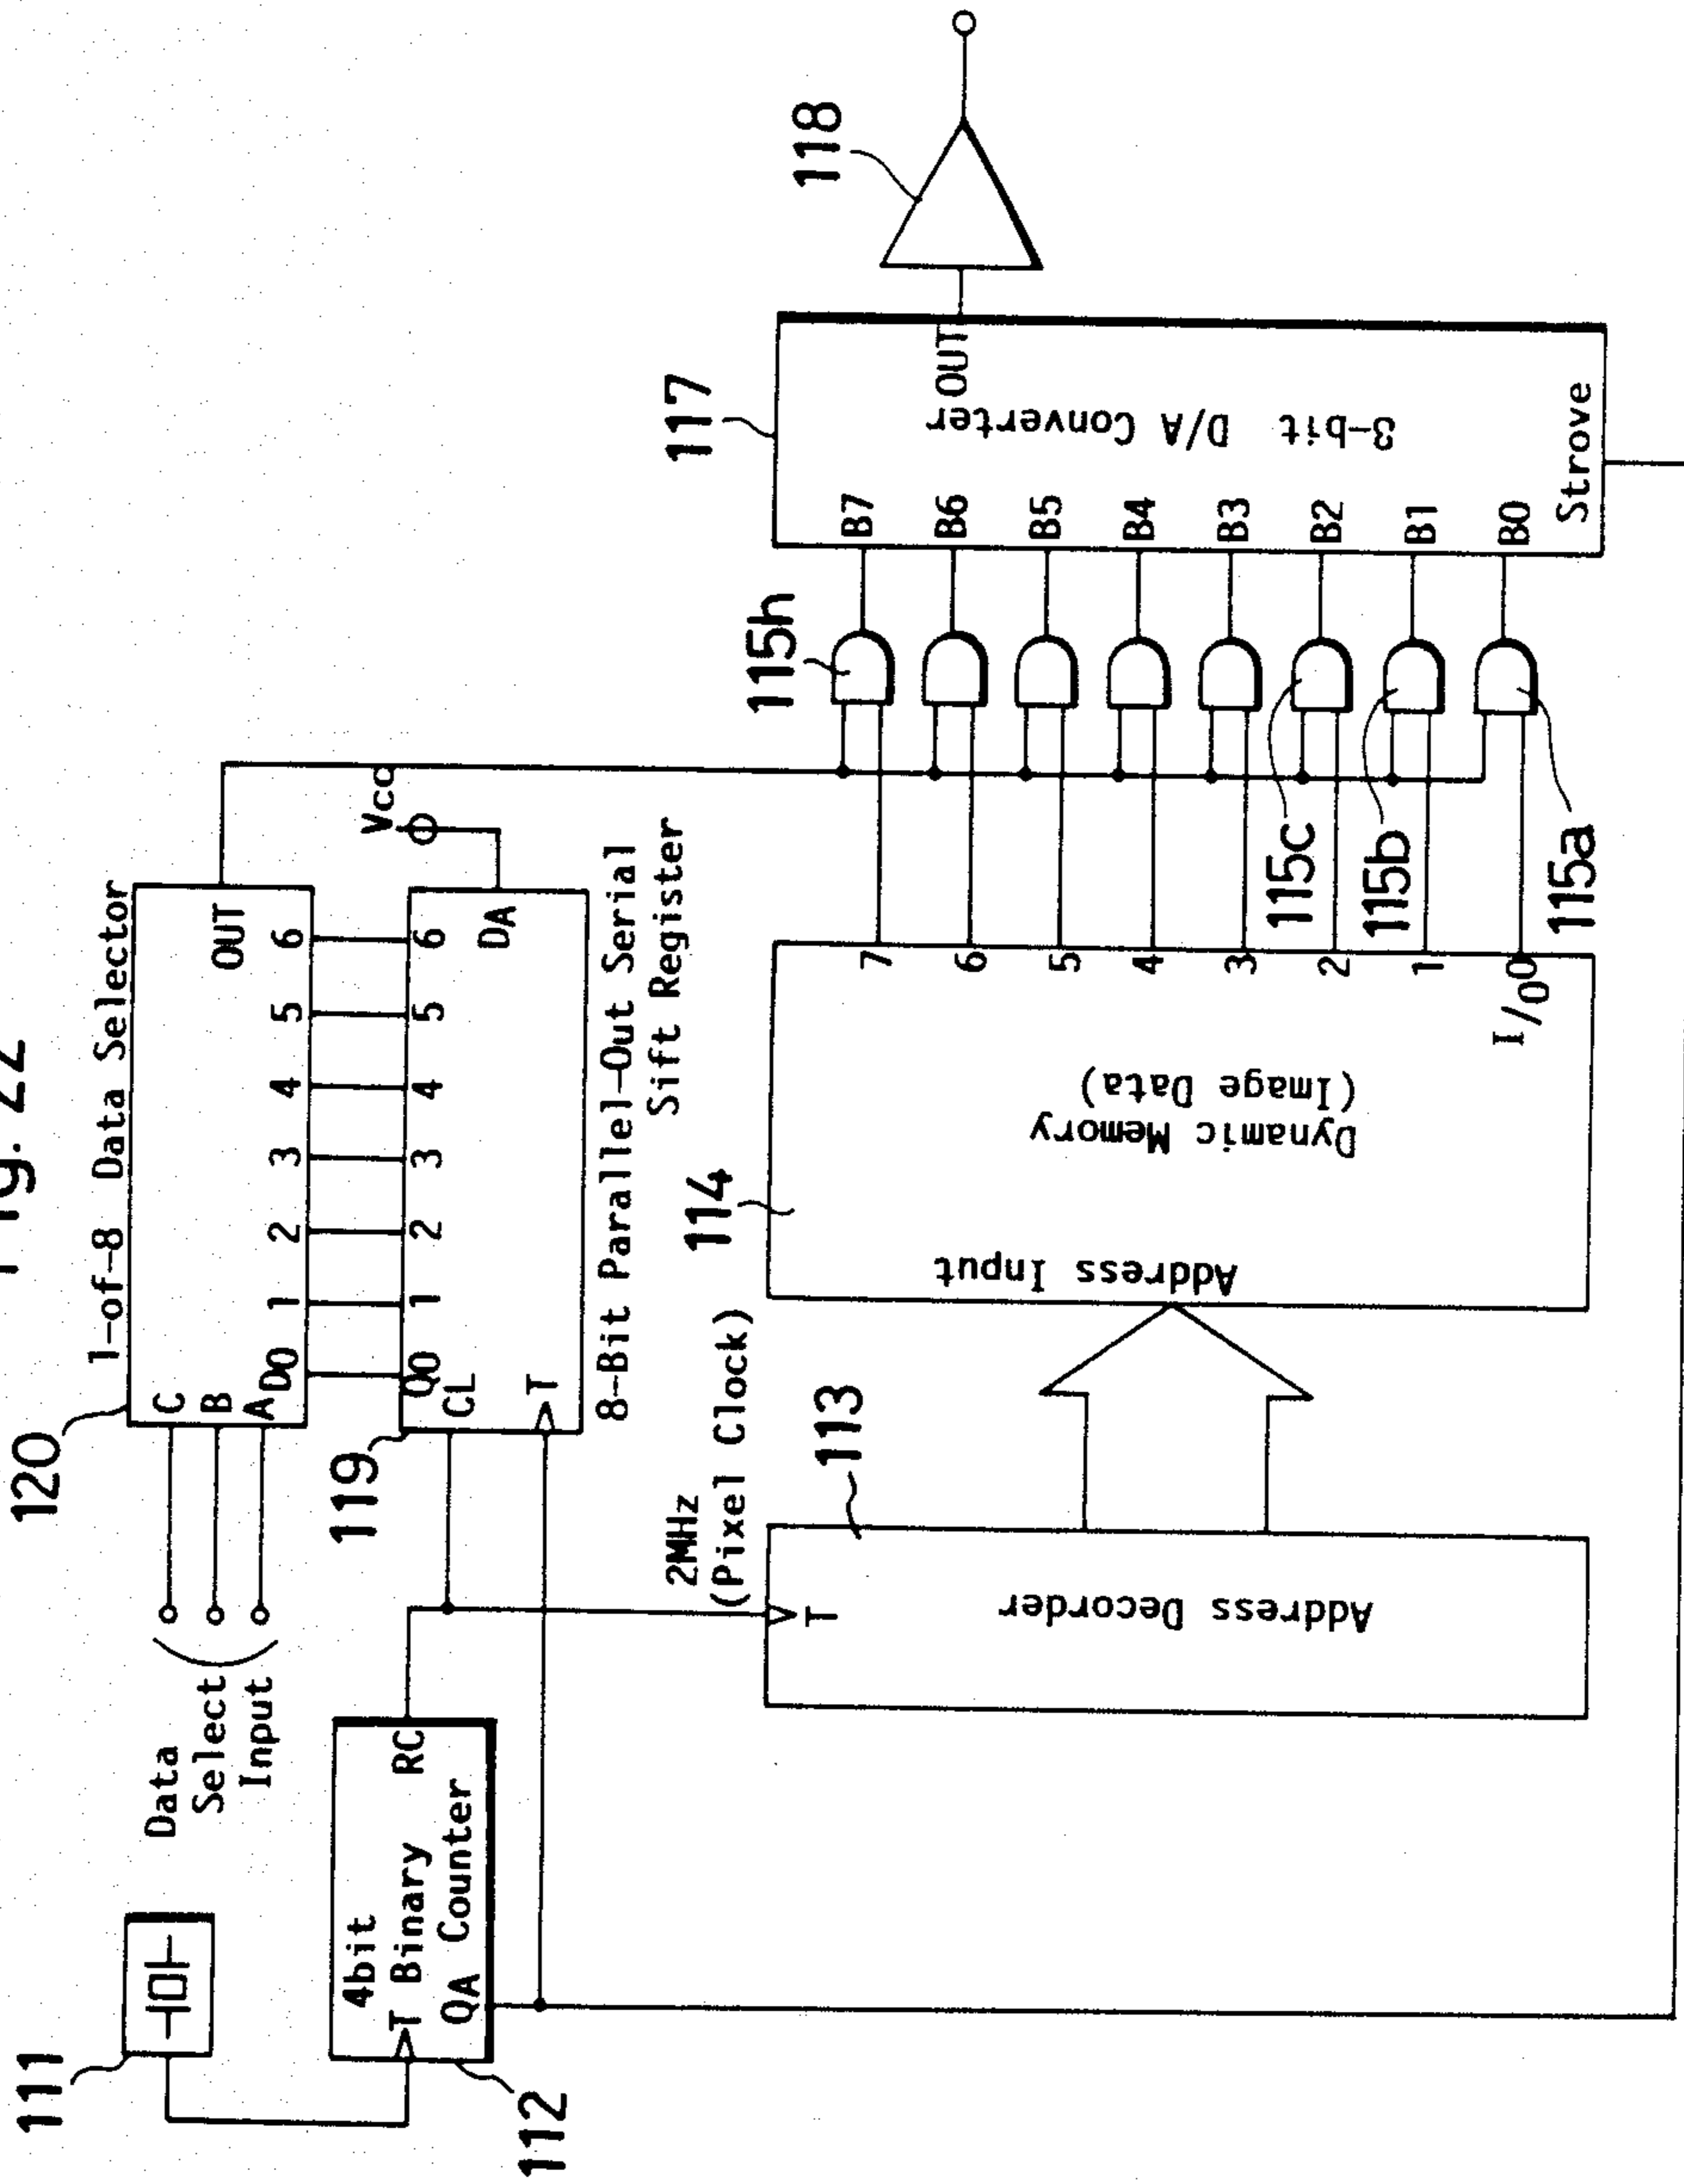 Fig. 22
120
1-of-8 Data Selector
C
B
A
D0
1
2
3
4
5
6
OUT
Data
Select
Input
111
119
Q0
1
2
3
4
5
6
CL
T
DA
Vcc
8-Bit Parallel-Out Serial
Sift Register
4bit
T Binary
QA Counter
RC
112
2MHz
(Pixel Clock)
T
Address Decorder
113
114
Address Input
Dynamic Memory
(Image Data)
7
6
5
4
3
2
1
I/O0
115h
115c
115b
115a
117
B7
B6
B5
B4
B3
B2
B1
B0
OUT
8-bit D/A Converter
Strove
118